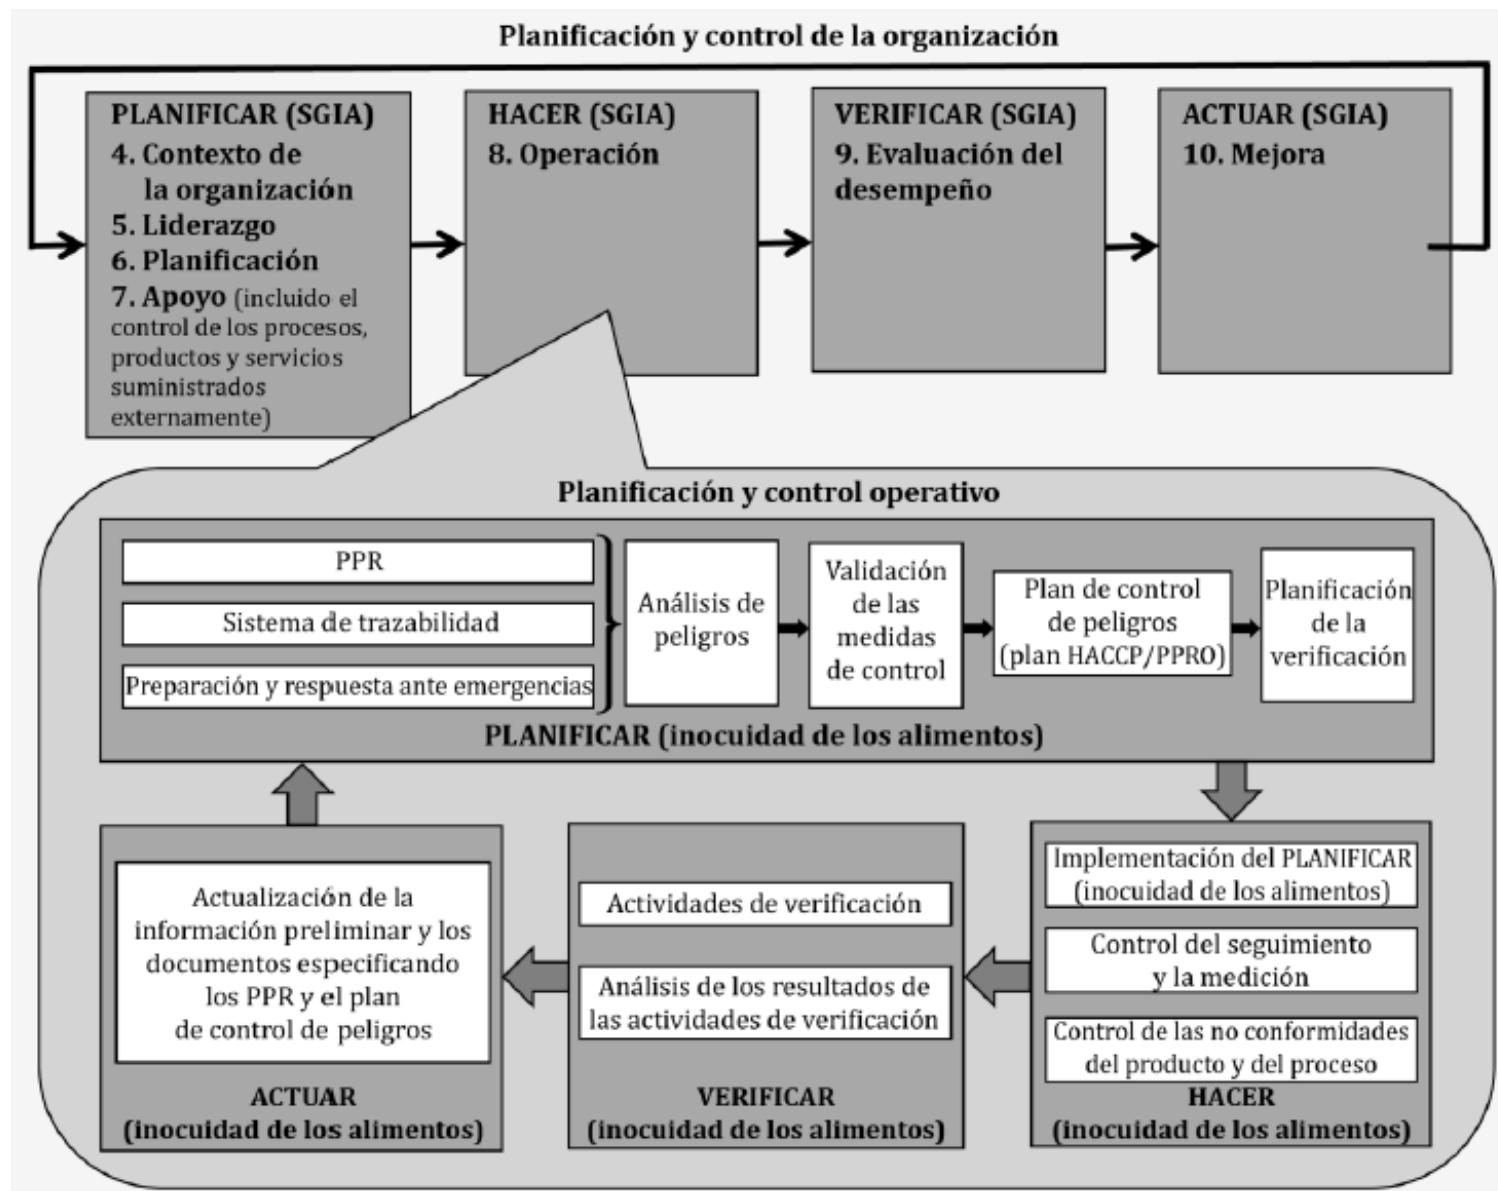 Planificación y control de la organización
PLANIFICAR (SGIA)
4. Contexto de
la organización
5. Liderazgo
6. Planificación
7. Apoyo (incluido el
control de los procesos,
productos y servicios
suministrados
externamente)
HACER (SGIA)
8. Operación
VERIFICAR (SGIA)
9. Evaluación del
desempeño
ACTUAR (SGIA)
10. Mejora
Planificación y control operativo
PPR
Sistema de trazabilidad
Preparación y respuesta ante emergencias
Análisis de
peligros
Validación
de las
medidas
de control
Plan de control
de peligros
(plan HACCP/PPRO)
Planificación
de la
verificación
PLANIFICAR (inocuidad de los alimentos)
Actualización de la
información preliminar y los
documentos especificando
los PPR y el plan
de control de peligros
ACTUAR
(inocuidad de los alimentos)
Actividades de verificación
Análisis de los resultados de
las actividades de verificación
VERIFICAR
(inocuidad de los alimentos)
Implementación del PLANIFICAR
(inocuidad de los alimentos)
Control del seguimiento
y la medición
Control de las no conformidades
del producto y del proceso
HACER
(inocuidad de los alimentos)